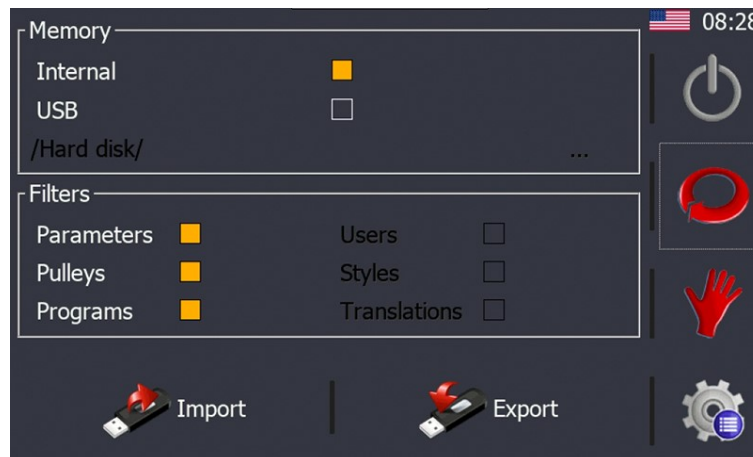 08:28
Memory
Internal
USB
/Hard disk/ ...
Filters
Parameters Users
Pulleys Styles
Programs Translations
Import Export